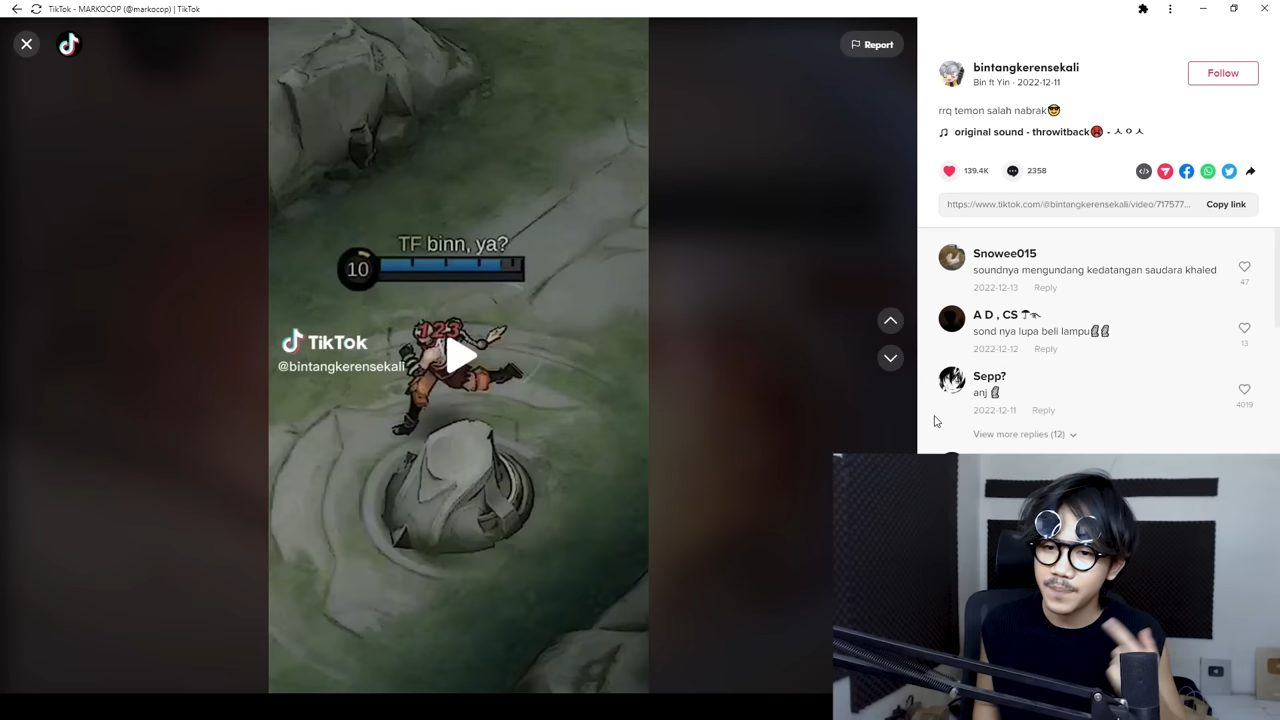 TikTok - MARKOCOP (@markocop) | TikTok
Report
TF binn, ya?
10
123
TikTok
@bintangkerensekali
bintangkerensekali
Bin ft Yin · 2022-12-11
Follow
rrq temon salah nabrak😎
original sound - throwitback👹 - ㅅㅇㅅ
139.4K
2358
https://www.tiktok.com/@bintangkerensekali/video/717577...
Copy link
Snowee015
soundnya mengundang kedatangan saudara khaled
2022-12-13 Reply
47
A D , CS ☂
sond nya lupa beli lampu🗿🗿
2022-12-12 Reply
13
Sepp?
anj 🗿
2022-12-11 Reply
4019
View more replies (12)